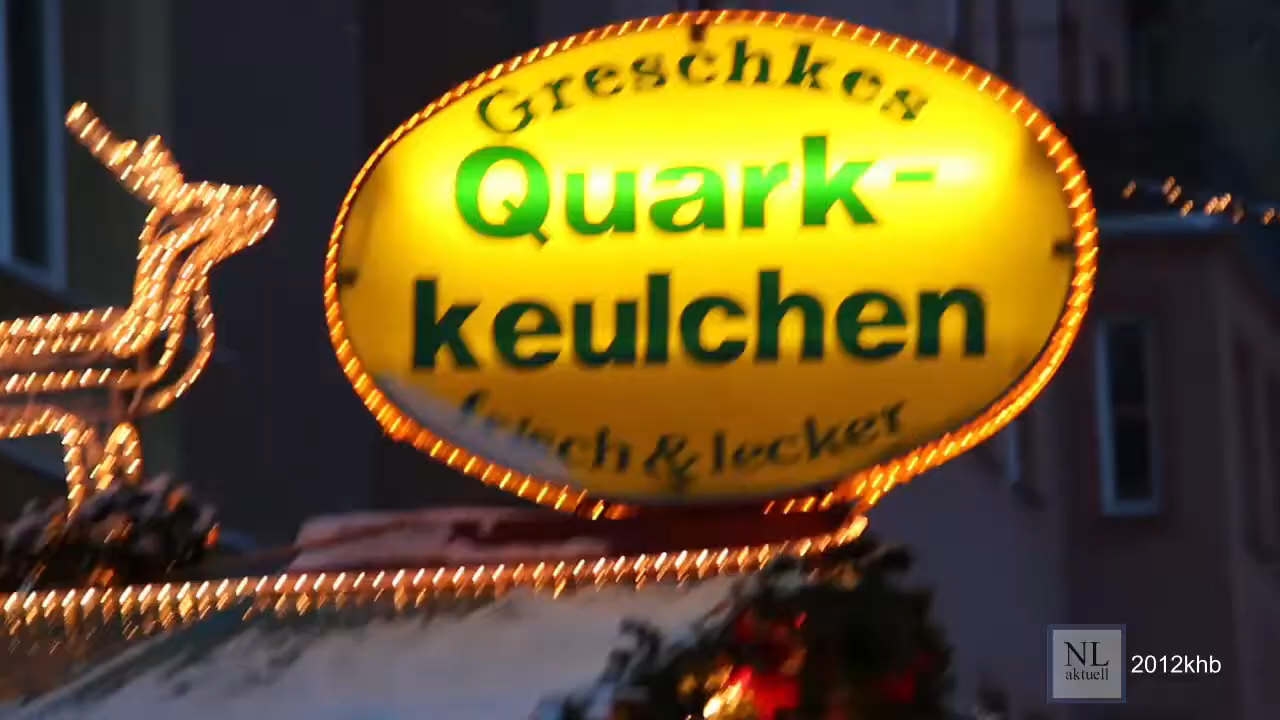 Greschkes
Quark-
keulchen
frisch & lecker
NL
aktuell
2012khb